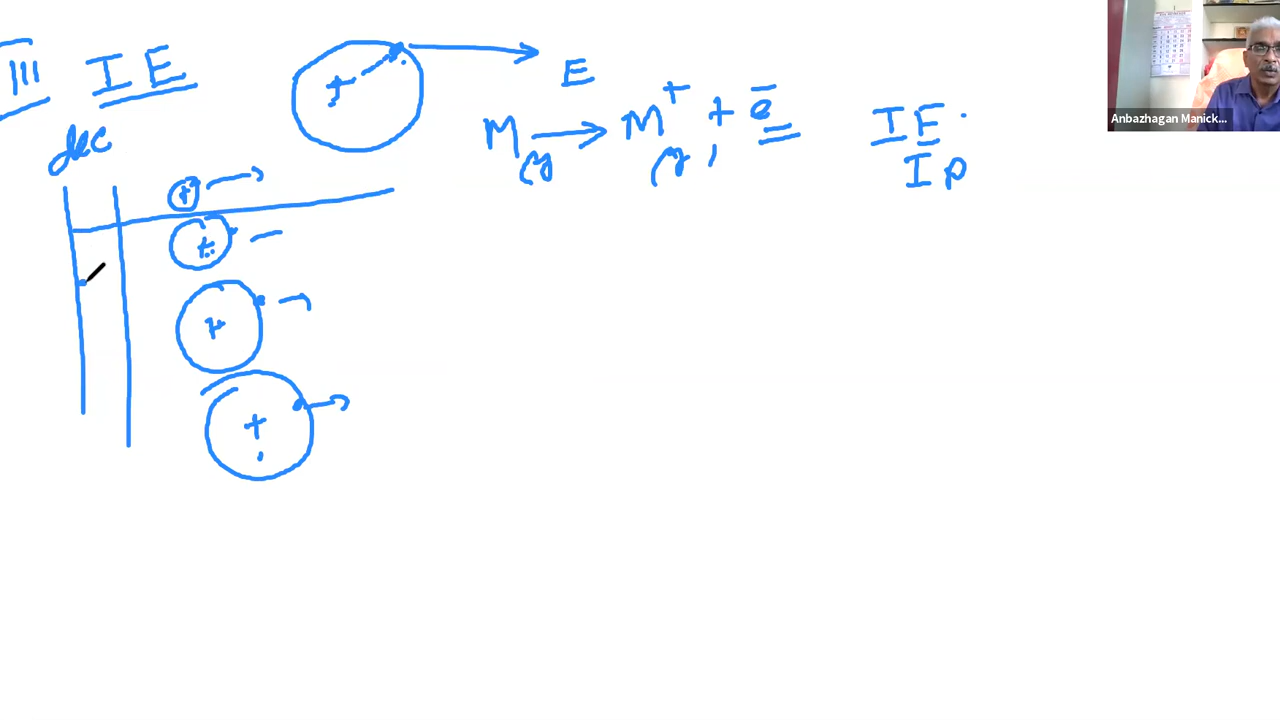 III IE
E
M(g) → M⁺(g) + e⁻
IE.
IP
dec
+
+
+
+
+
Anbazhagan Manick...